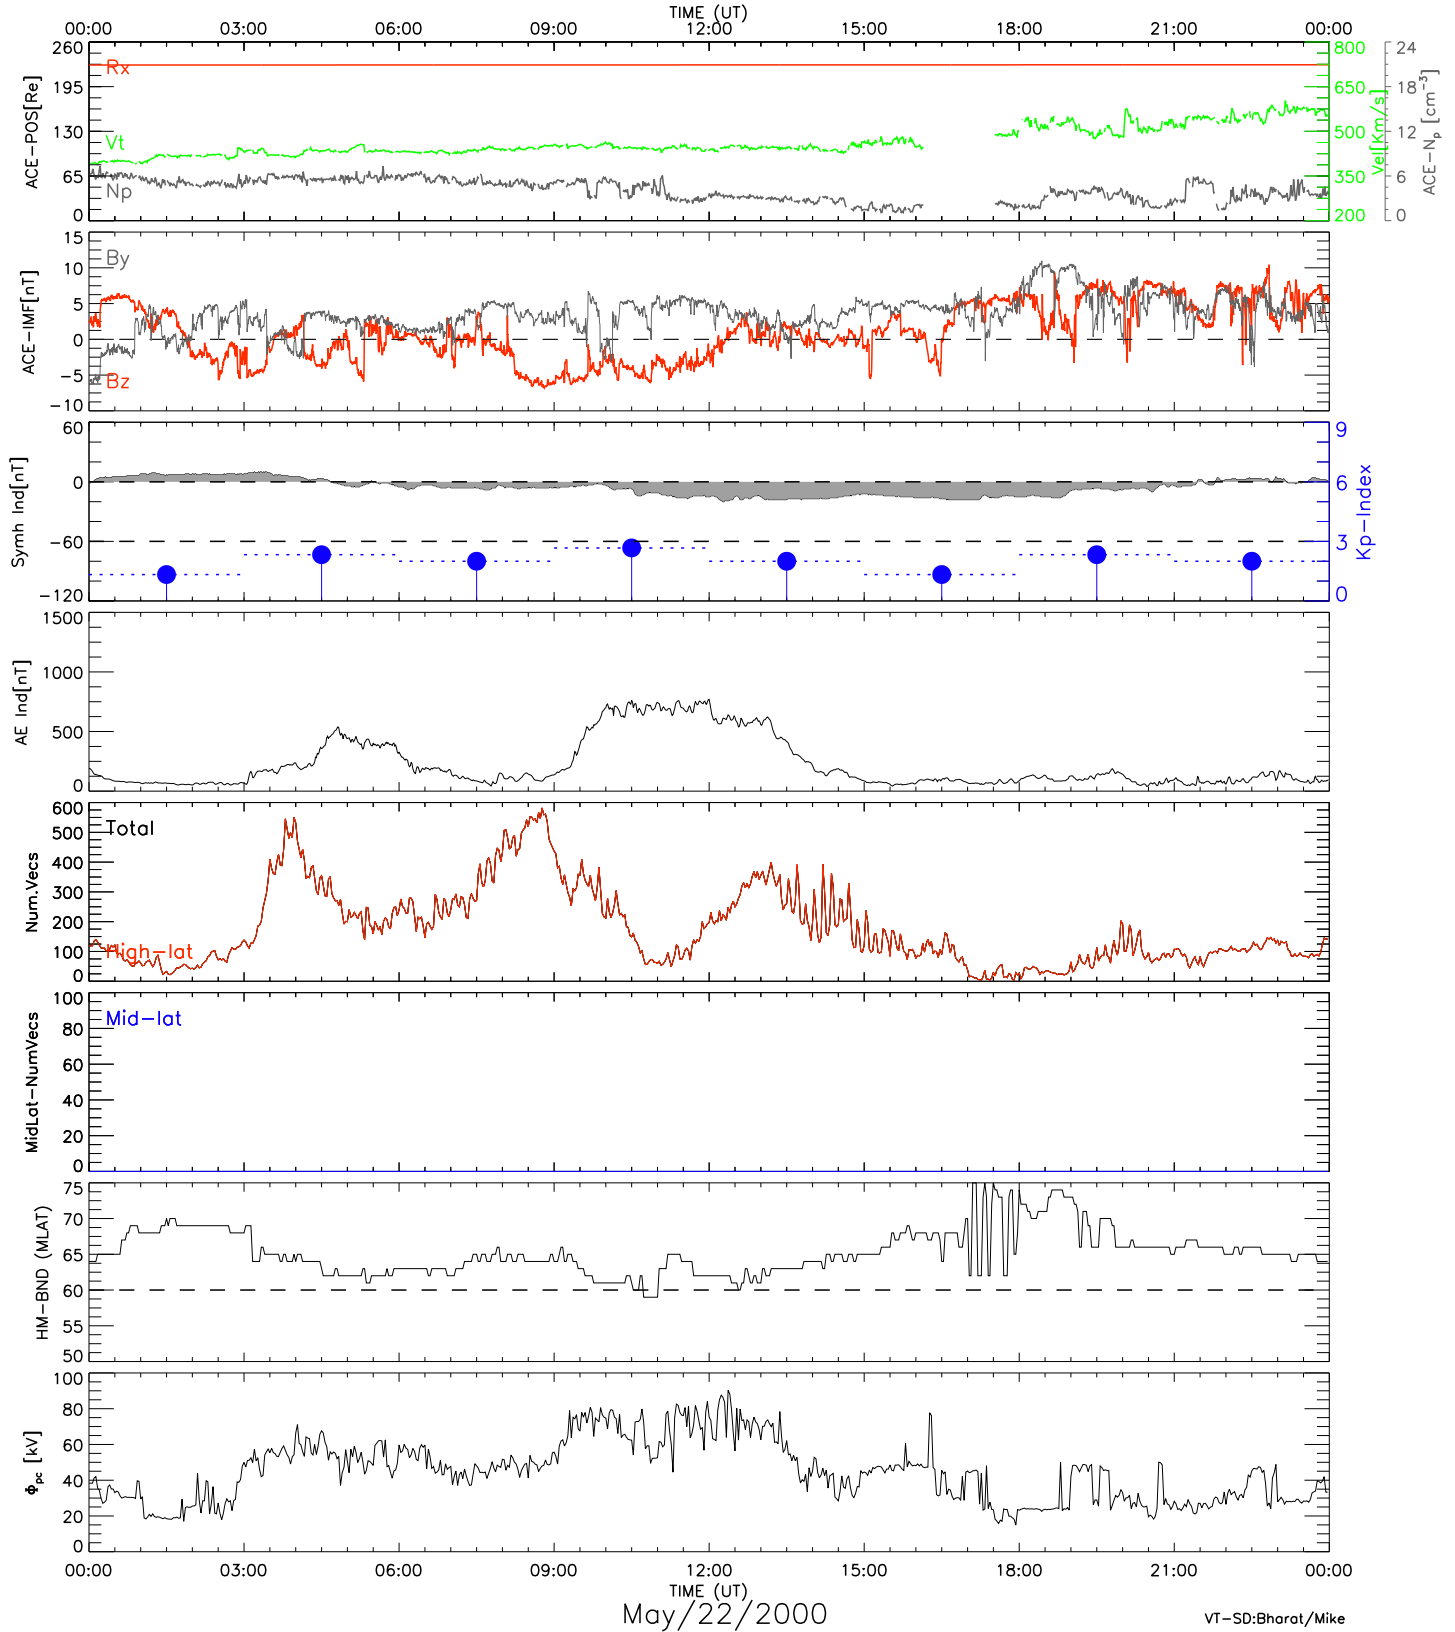 TIME (UT)
00:00 03:00 06:00 09:00 12:00 15:00 18:00 21:00 00:00
260 195 130 65 0
ACE-POS[Re]
Rx
Vt
Np
800 650 500 350 200
Vel[Km/s]
24 18 12 6 0
ACE-Np [cm-3]
15 10 5 0 -5 -10
ACE-IMF[nT]
By
Bz
60 0 -60 -120
Symh Ind[nT]
9 6 3 0
Kp-Index
1500 1000 500 0
AE Ind[nT]
600 500 400 300 200 100 0
Num.Vecs
Total
High-lat
100 80 60 40 20 0
MidLat-NumVecs
Mid-lat
75 70 65 60 55 50
HM-BND (MLAT)
100 80 60 40 20 0
Φpc [kV]
00:00 03:00 06:00 09:00 12:00 15:00 18:00 21:00 00:00
TIME (UT)
May/22/2000
VT-SD:Bharat/Mike